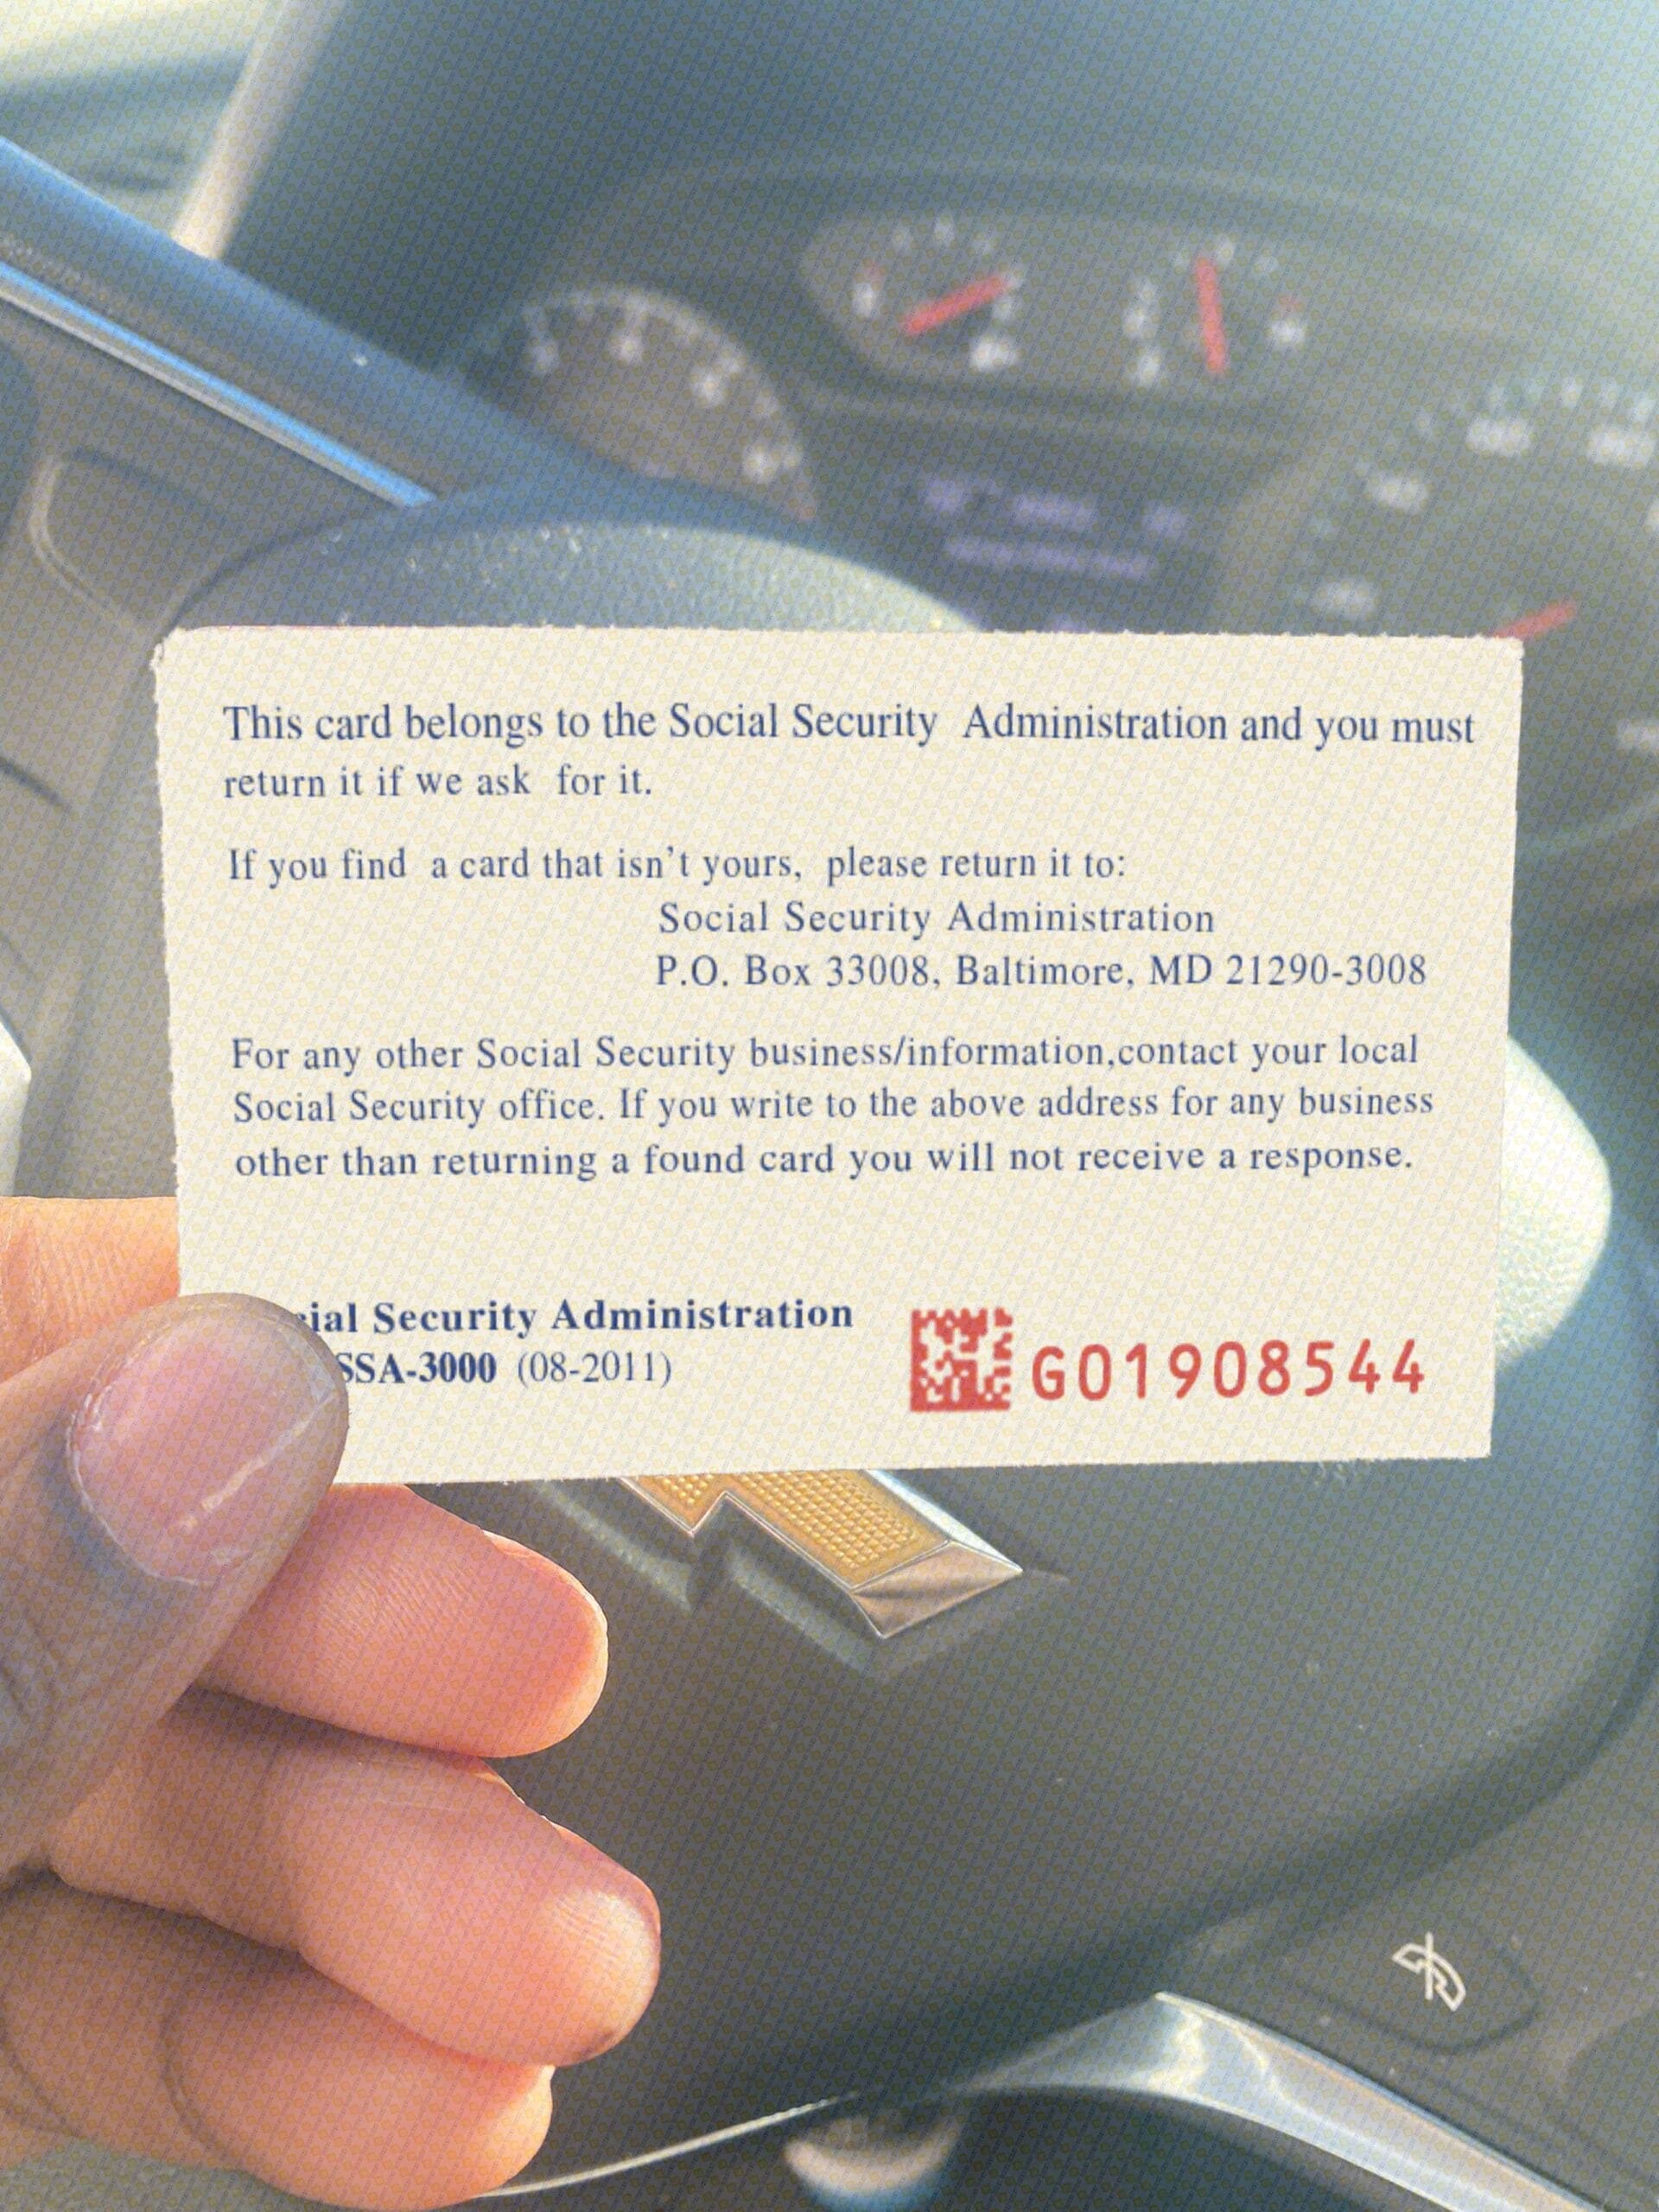 This card belongs to the Social Security Administration and you must
return it if we ask for it.
If you find a card that isn't yours, please return it to:
Social Security Administration
P.O. Box 33008, Baltimore, MD 21290-3008
For any other Social Security business/information,contact your local
Social Security office. If you write to the above address for any business
other than returning a found card you will not receive a response.
Security Administration
SSA-3000 (08-2011)
G01908544